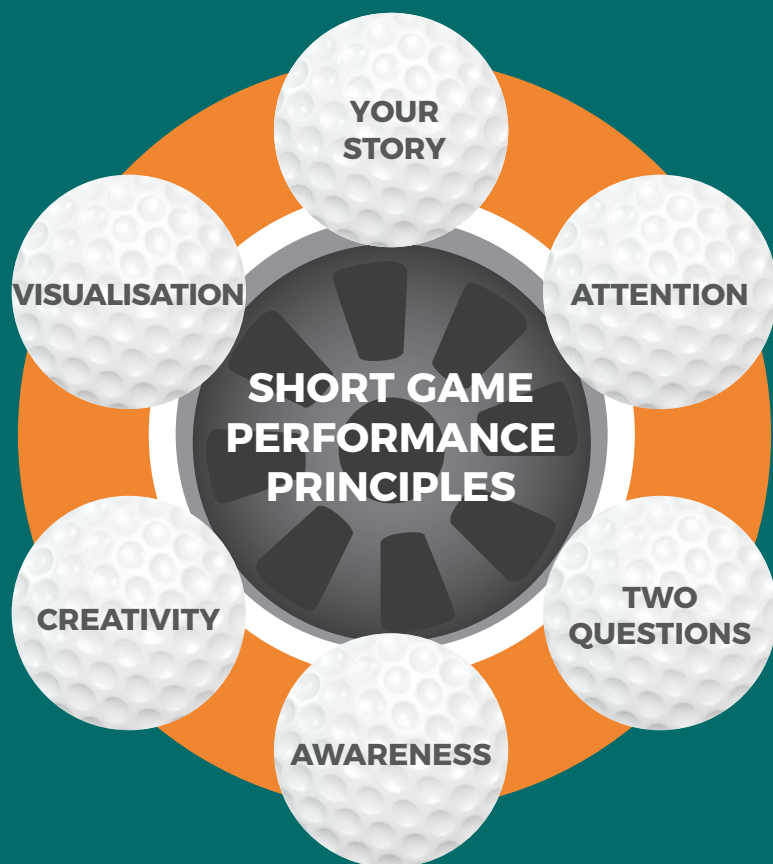 YOUR
STORY
VISUALISATION
ATTENTION
SHORT GAME
PERFORMANCE
PRINCIPLES
CREATIVITY
TWO
QUESTIONS
AWARENESS